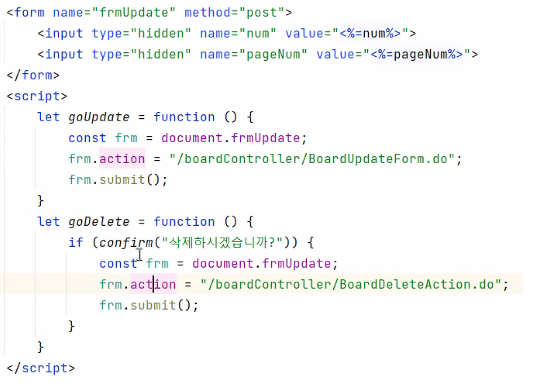 <form name="frmUpdate" method="post">
    <input type="hidden" name="num" value="<%=num%>">
    <input type="hidden" name="pageNum" value="<%=pageNum%>">
</form>
<script>
    let goUpdate = function () {
        const frm = document.frmUpdate;
        frm.action = "/boardController/BoardUpdateForm.do";
        frm.submit();
    }
    let goDelete = function () {
        if (confirm("삭제하시겠습니까?")) {
            const frm = document.frmUpdate;
            frm.action = "/boardController/BoardDeleteAction.do";
            frm.submit();
        }
    }
</script>